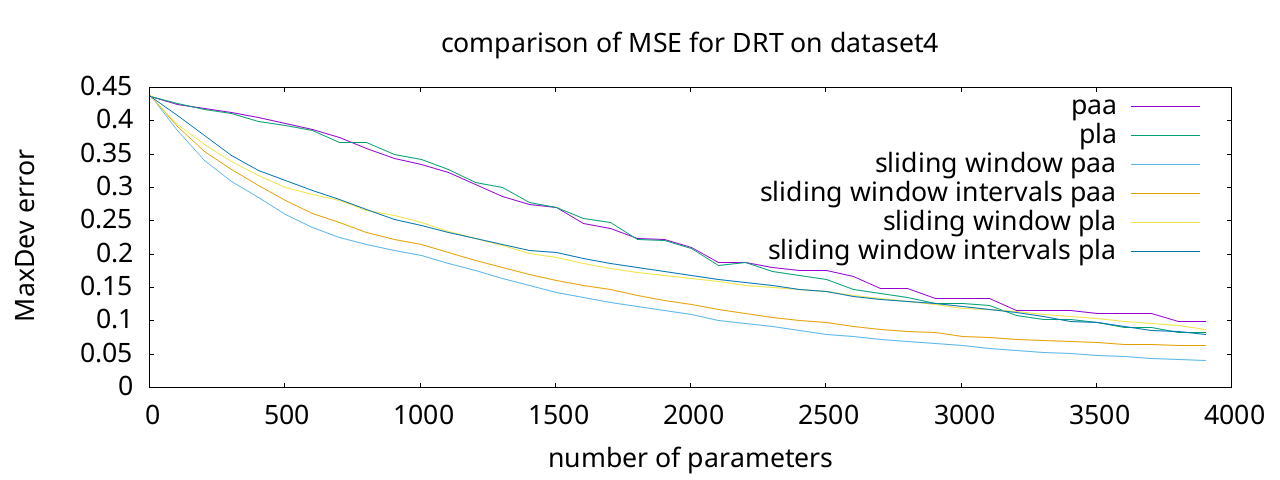 comparison of MSE for DRT on dataset4
0.45
0.4
0.35
0.3
0.25
0.2
0.15
0.1
0.05
0
MaxDev error
paa
pla
sliding window paa
sliding window intervals paa
sliding window pla
sliding window intervals pla
0 500 1000 1500 2000 2500 3000 3500 4000
number of parameters